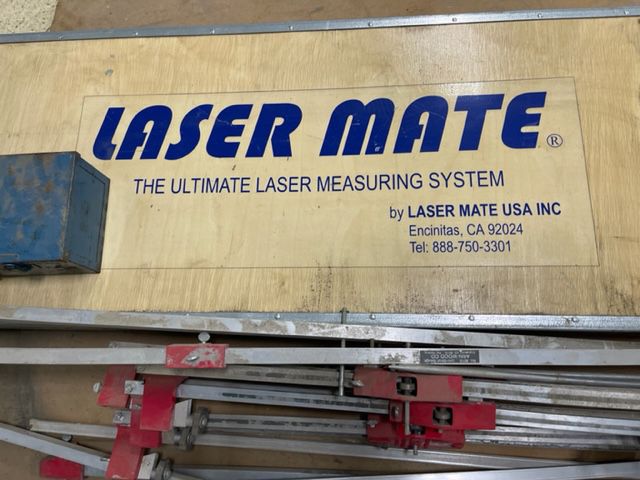 LASER MATE®
THE ULTIMATE LASER MEASURING SYSTEM
by LASER MATE USA INC
Encinitas, CA 92024
Tel: 888-750-3301